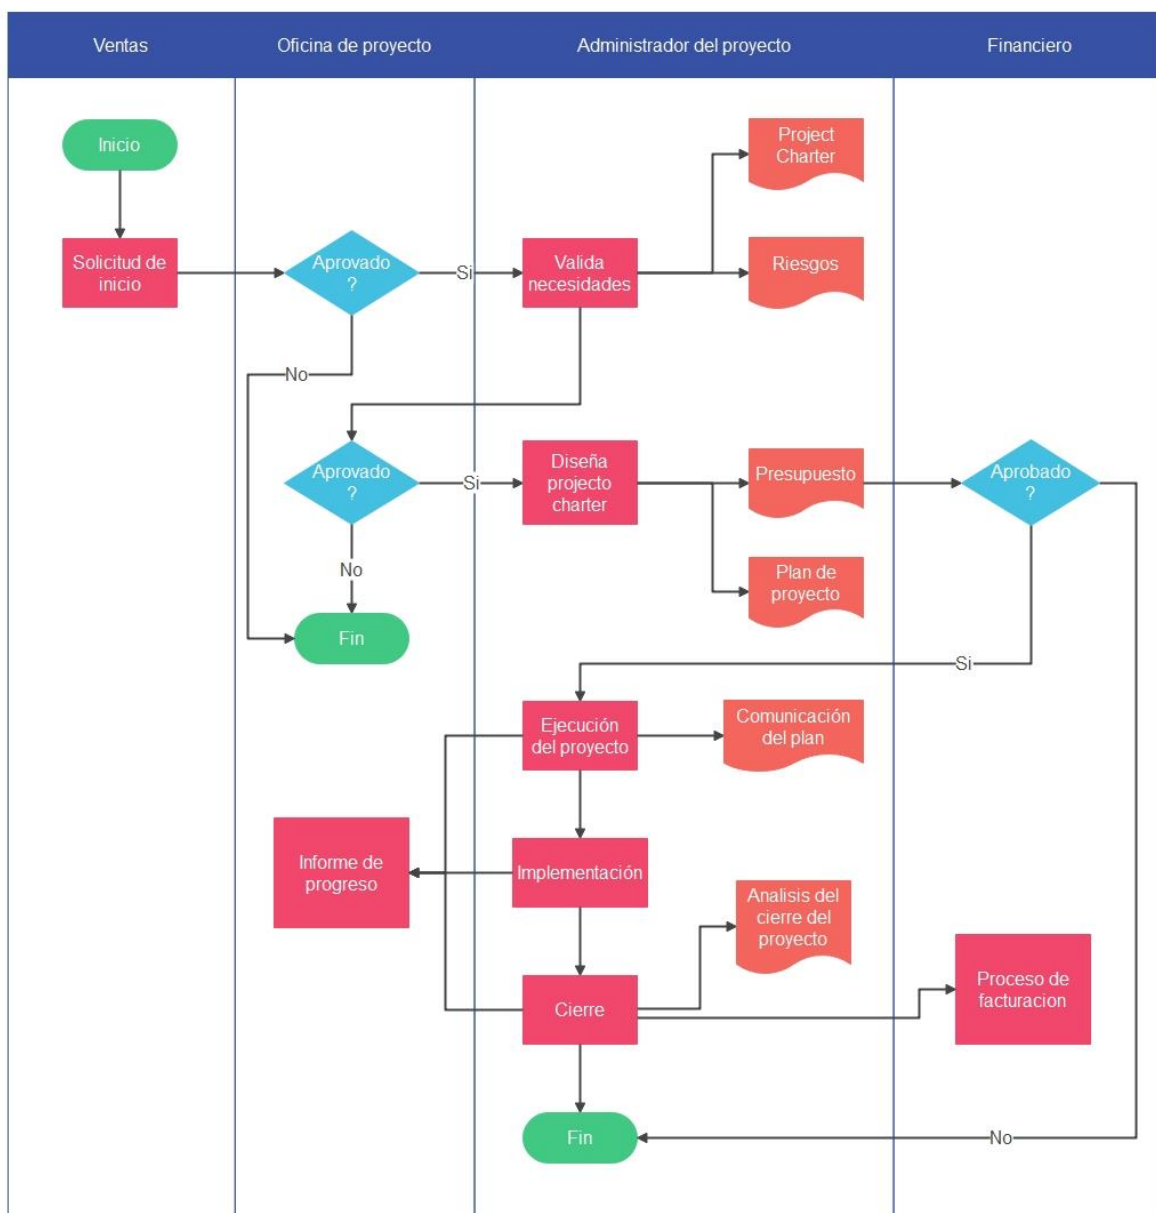 Ventas
Oficina de proyecto
Administrador del proyecto
Financiero
Inicio
Project
Charter
Solicitud de
inicio
Aprovado
?
Si
Valida
necesidades
Riesgos
No
Aprovado
?
Si
Diseña
projecto
charter
Presupuesto
Aprobado
?
No
Plan de
proyecto
Fin
Si
Ejecución
del proyecto
Comunicación
del plan
Informe de
progreso
Implementación
Analisis del
cierre del
proyecto
Cierre
Proceso de
facturacion
Fin
No